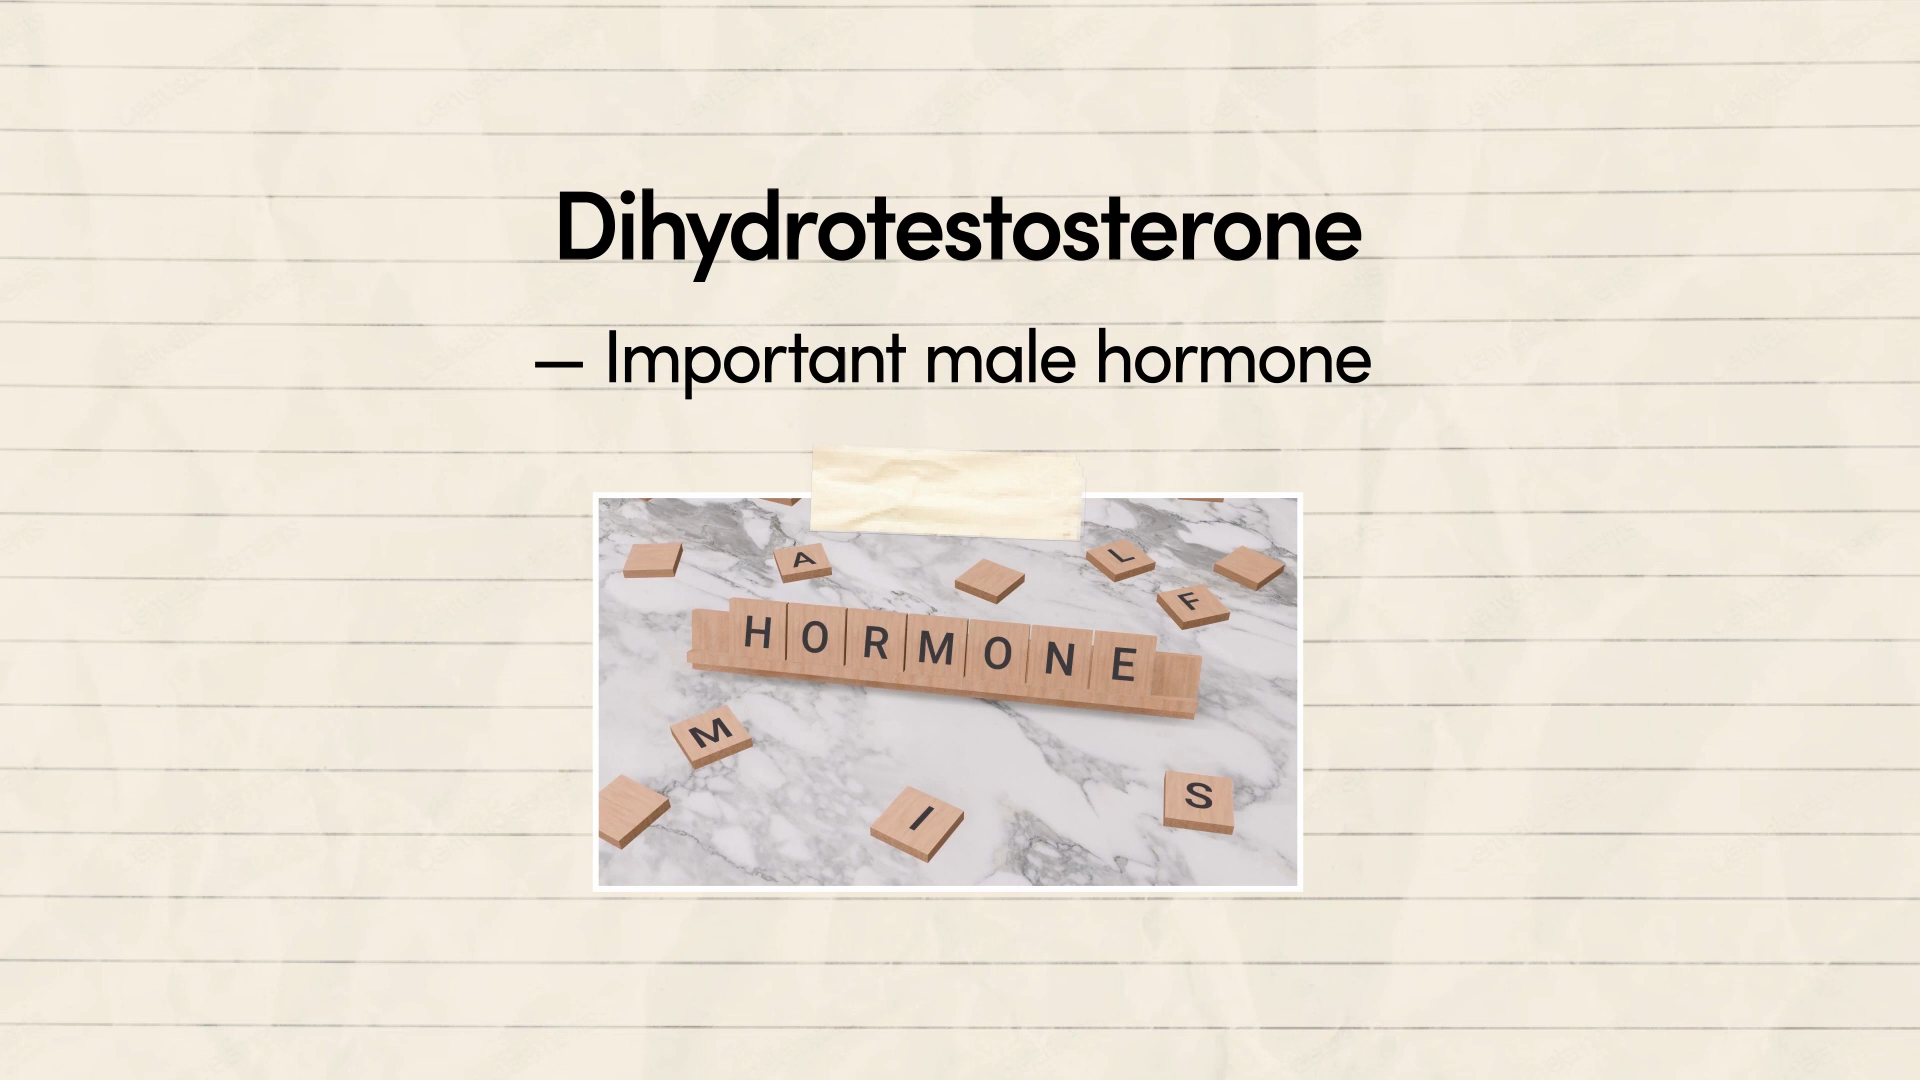 Dihydrotestosterone
— Important male hormone
A
L
F
HORMONE
M
I
S